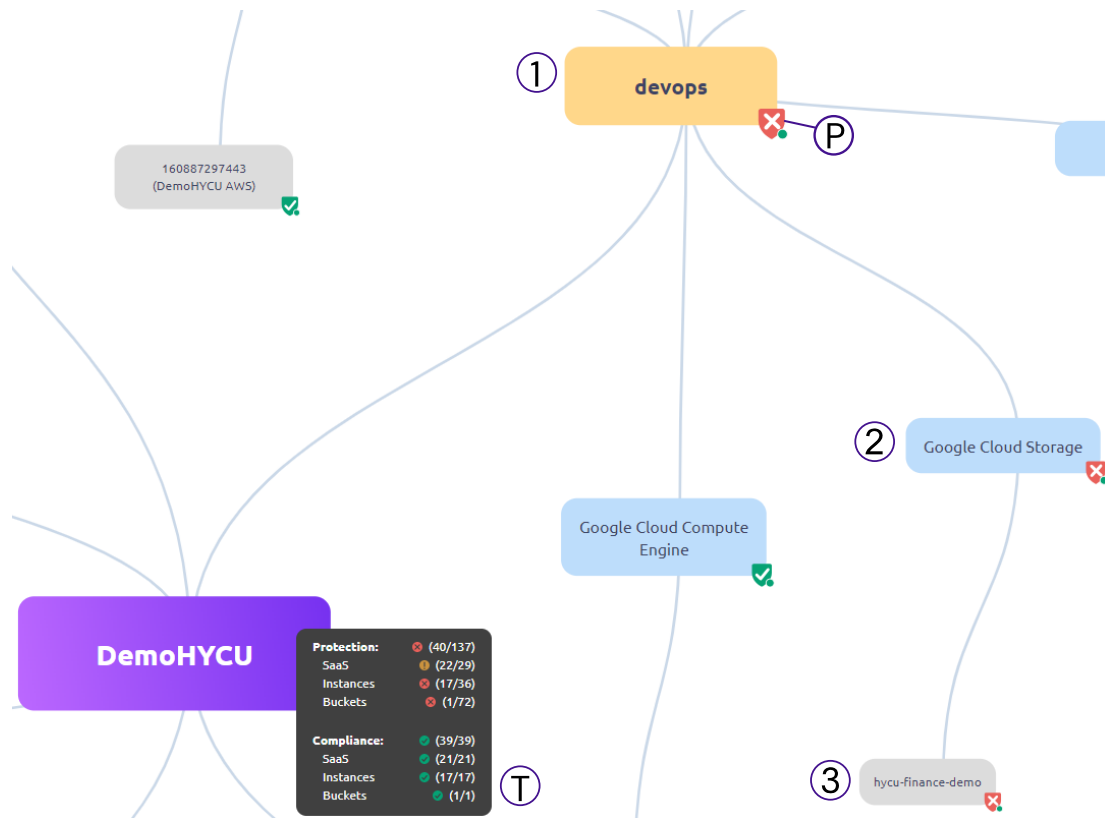 1
devops
P
160887297443
(DemoHYCU AWS)
2
Google Cloud Storage
Google Cloud Compute
Engine
DemoHYCU
Protection: (40/137)
SaaS (22/29)
Instances (17/36)
Buckets (1/72)
Compliance: (39/39)
SaaS (21/21)
Instances (17/17)
Buckets (1/1)
T
3
hycu-finance-demo